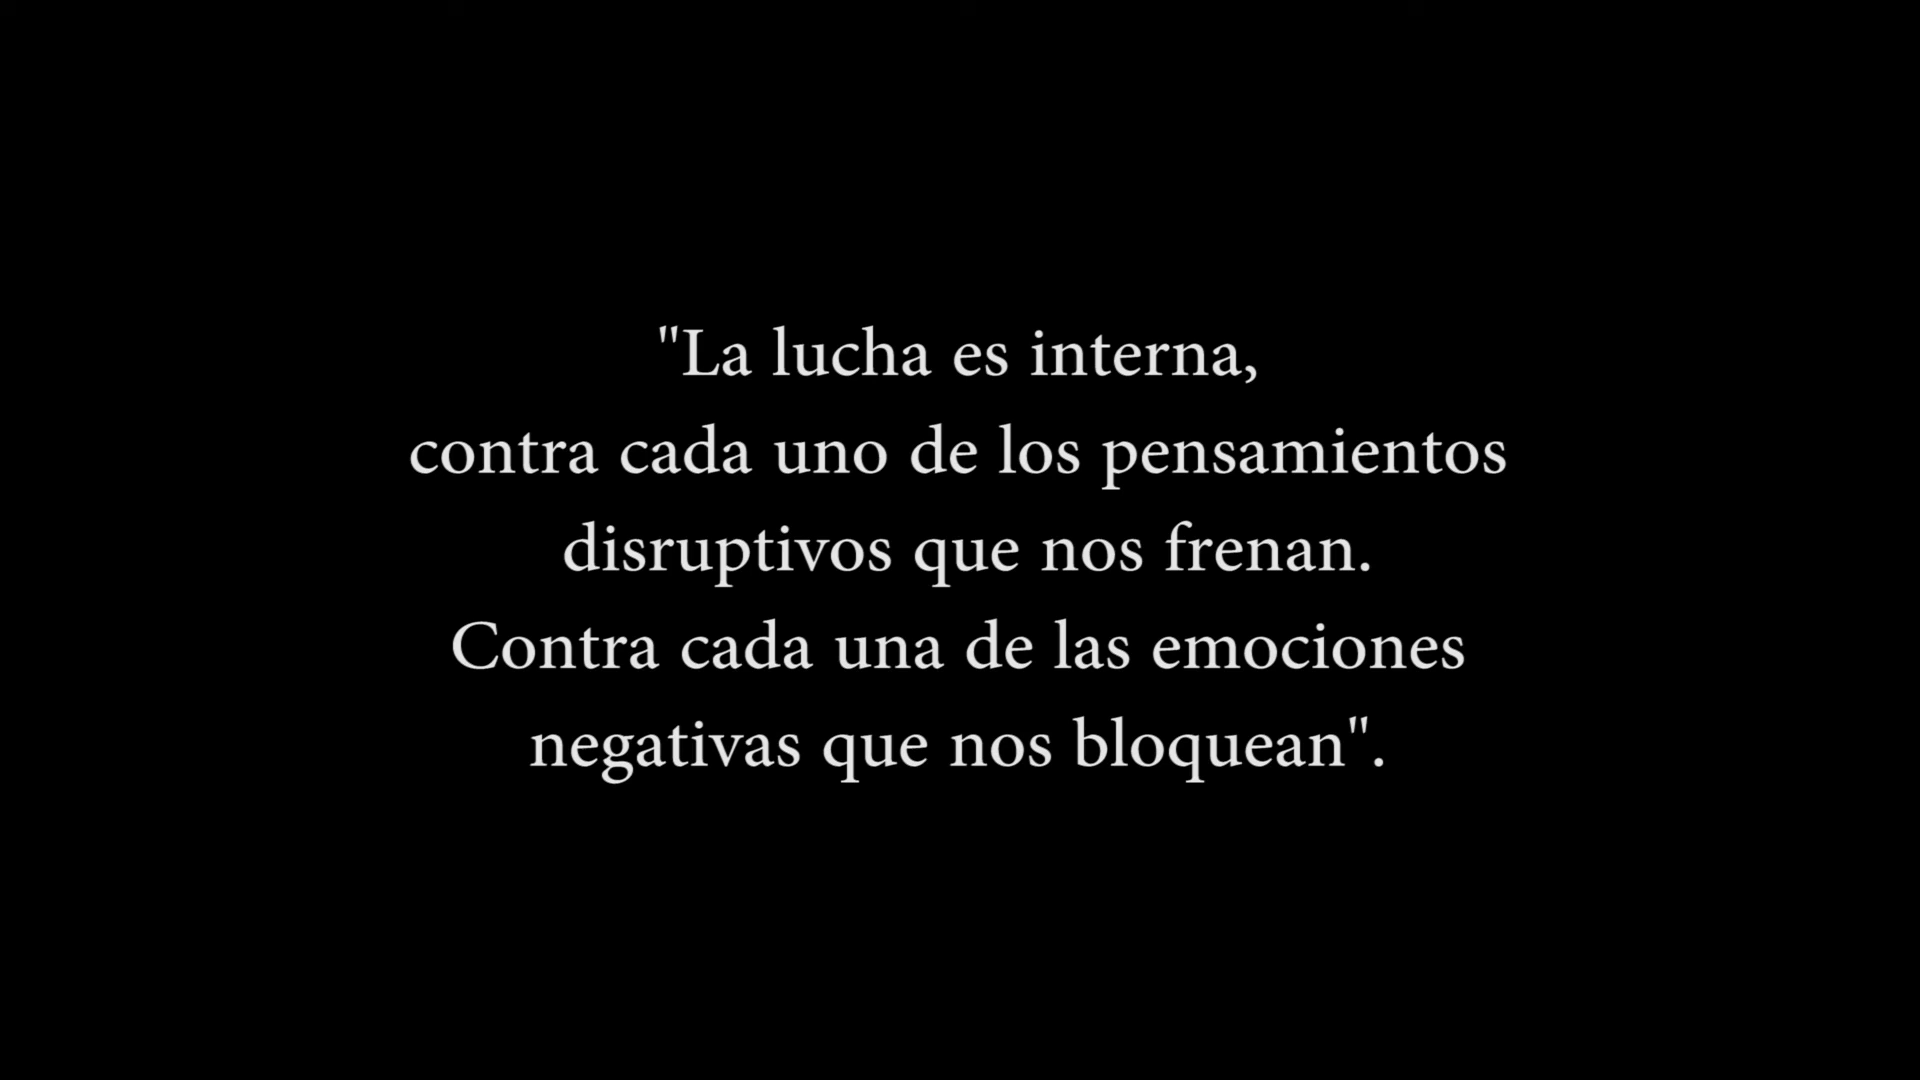 "La lucha es interna,
contra cada uno de los pensamientos
disruptivos que nos frenan.
Contra cada una de las emociones
negativas que nos bloquean".